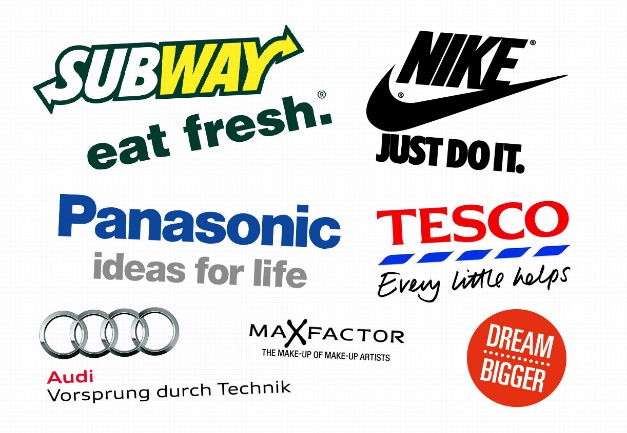 SUBWAY
eat fresh.®
NIKE®
®
JUST DO IT.
Panasonic
ideas for life
TESCO
Every little helps
Audi
Vorsprung durch Technik
MAXFACTOR
THE MAKE-UP OF MAKE-UP ARTISTS
DREAM
BIGGER